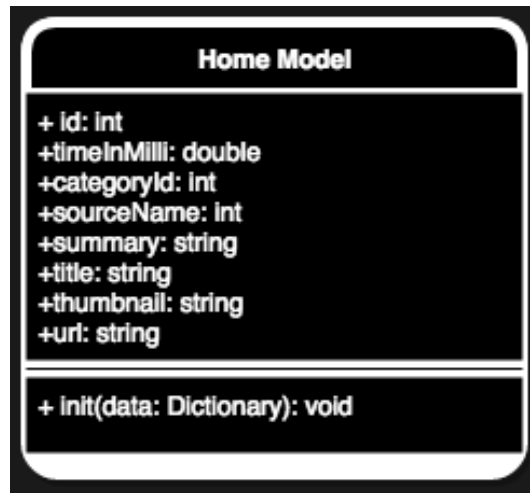 Home Model
+ id: int
+timeInMilli: double
+categoryId: int
+sourceName: int
+summary: string
+title: string
+thumbnail: string
+url: string
+ init(data: Dictionary): void